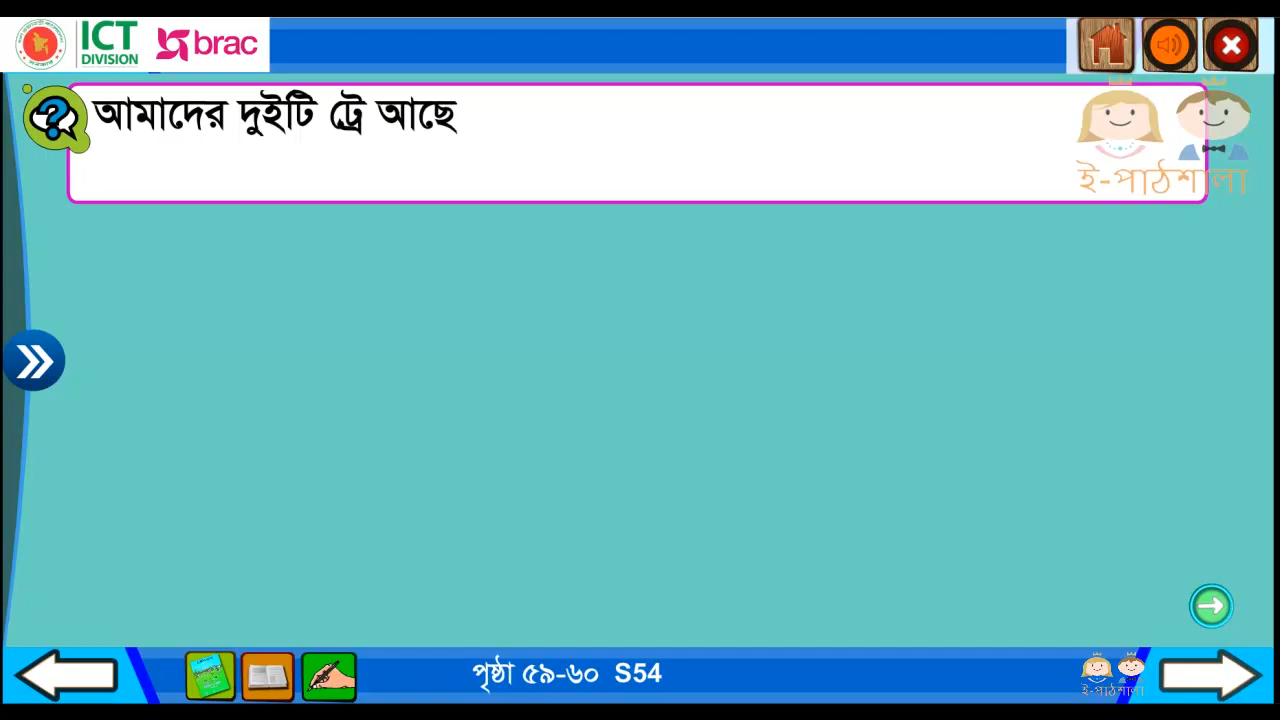 ICT
DIVISION
brac
আমাদের দুইটি ট্রে আছে
ই-পাঠশালা
পৃষ্ঠা ৫৯-৬০ S54
ই-পাঠশালা